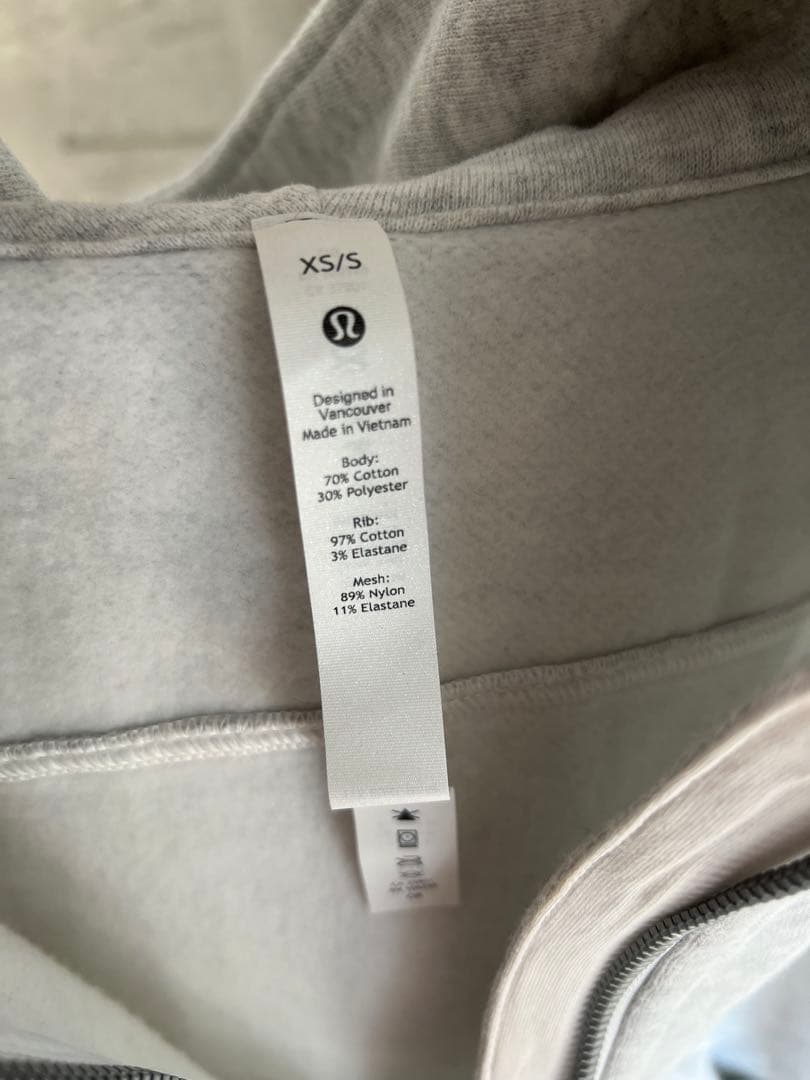 XS/S
Designed in
Vancouver
Made in Vietnam
Body:
70% Cotton
30% Polyester
Rib:
97% Cotton
3% Elastane
Mesh:
89% Nylon
11% Elastane